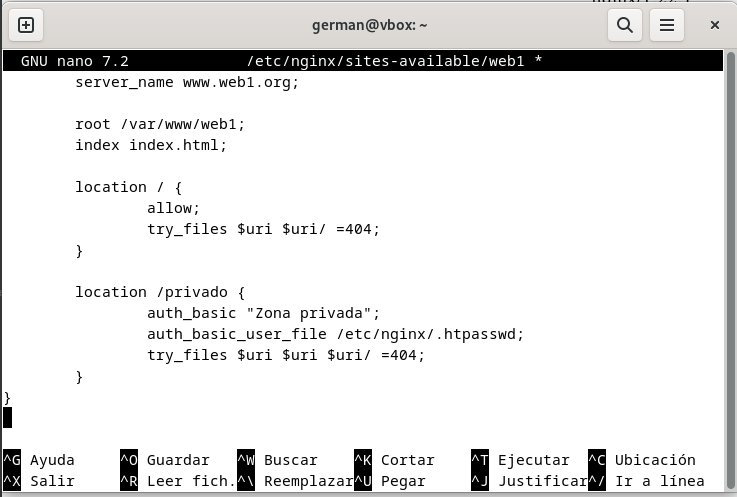 german@vbox: ~
GNU nano 7.2 /etc/nginx/sites-available/web1 *
server_name www.web1.org;
root /var/www/web1;
index index.html;
location / {
allow;
try_files $uri $uri/ =404;
}
location /privado {
auth_basic "Zona privada";
auth_basic_user_file /etc/nginx/.htpasswd;
try_files $uri $uri $uri/ =404;
}
}
^G Ayuda ^O Guardar ^W Buscar ^K Cortar ^T Ejecutar ^C Ubicación
^X Salir ^R Leer fich. ^\ Reemplazar ^U Pegar ^J Justificar ^/ Ir a línea